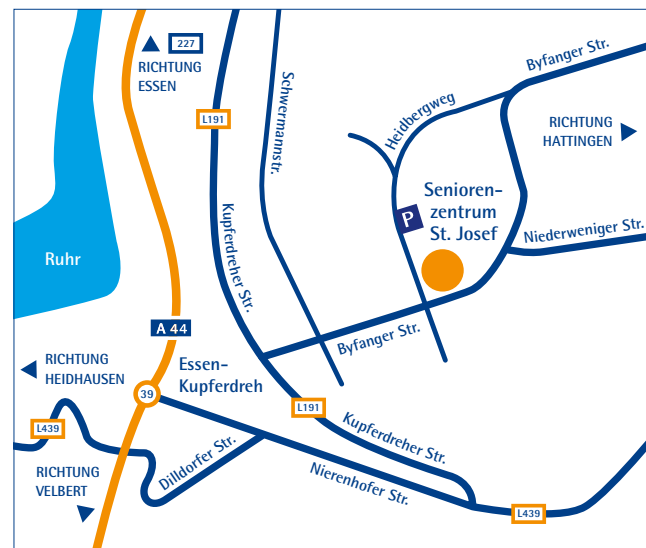 227
RICHTUNG
ESSEN
L191
Schwermannstr.
Heidbergweg
Byfanger Str.
RICHTUNG
HATTINGEN
P
Senioren-
zentrum
St. Josef
Niederweniger Str.
Kupferdreher Str.
Ruhr
A 44
Byfanger Str.
RICHTUNG
HEIDHAUSEN
Essen-
Kupferdreh
39
L191
L439
Kupferdreher Str.
Dilldorfer Str.
RICHTUNG
VELBERT
Nierenhofer Str.
L439